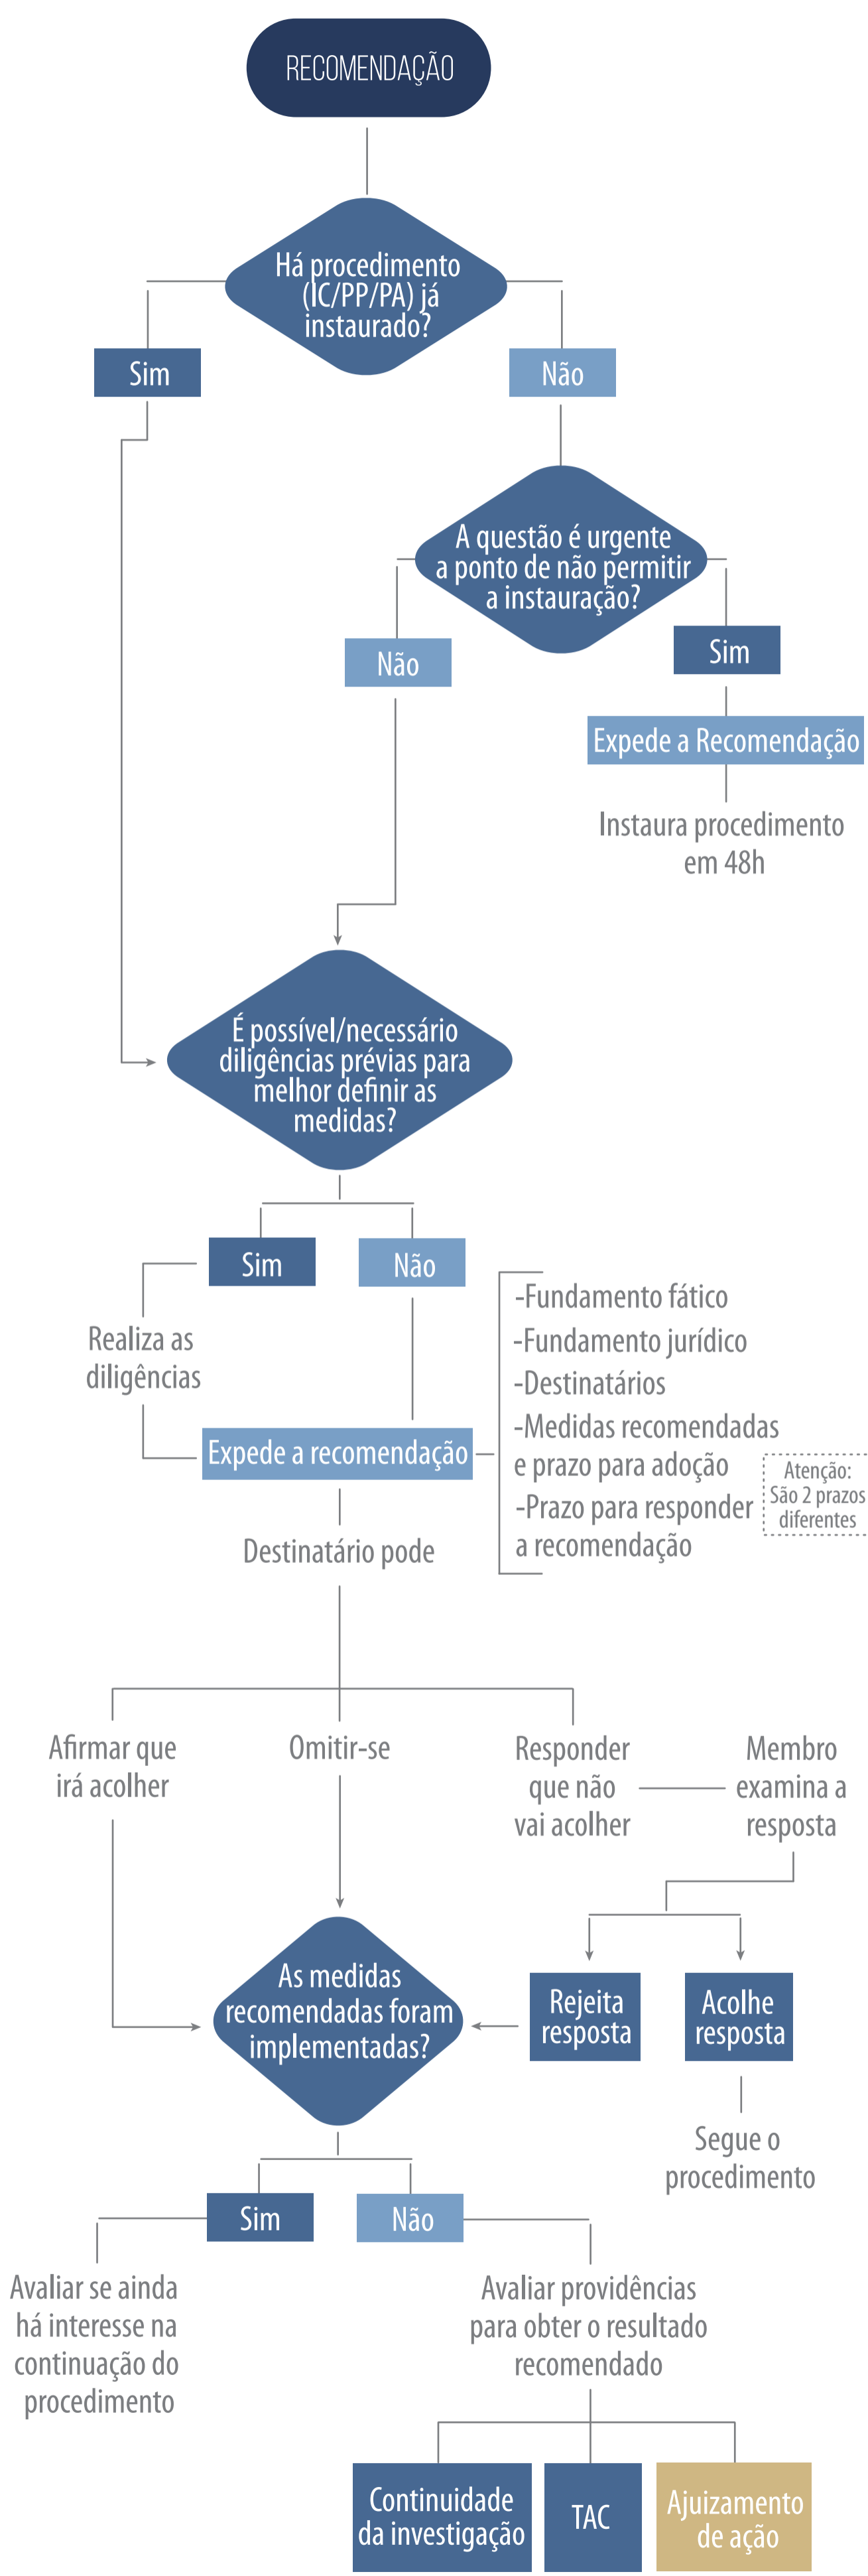 RECOMENDAÇÃO
Há procedimento
(IC/PP/PA) já
instaurado?
Sim
Não
A questão é urgente
a ponto de não permitir
a instauração?
Não
Sim
Expede a Recomendação
Instaura procedimento
em 48h
É possível/necessário
diligências prévias para
melhor definir as
medidas?
Sim
Não
Realiza as
diligências
Expede a recomendação
-Fundamento fático
-Fundamento jurídico
-Destinatários
-Medidas recomendadas
e prazo para adoção
-Prazo para responder
a recomendação
Atenção:
São 2 prazos
diferentes
Destinatário pode
Afirmar que
irá acolher
Omitir-se
Responder
que não
vai acolher
Membro
examina a
resposta
As medidas
recomendadas foram
implementadas?
Rejeita
resposta
Acolhe
resposta
Segue o
procedimento
Sim
Não
Avaliar se ainda
há interesse na
continuação do
procedimento
Avaliar providências
para obter o resultado
recomendado
Continuidade
da investigação
TAC
Ajuizamento
de ação